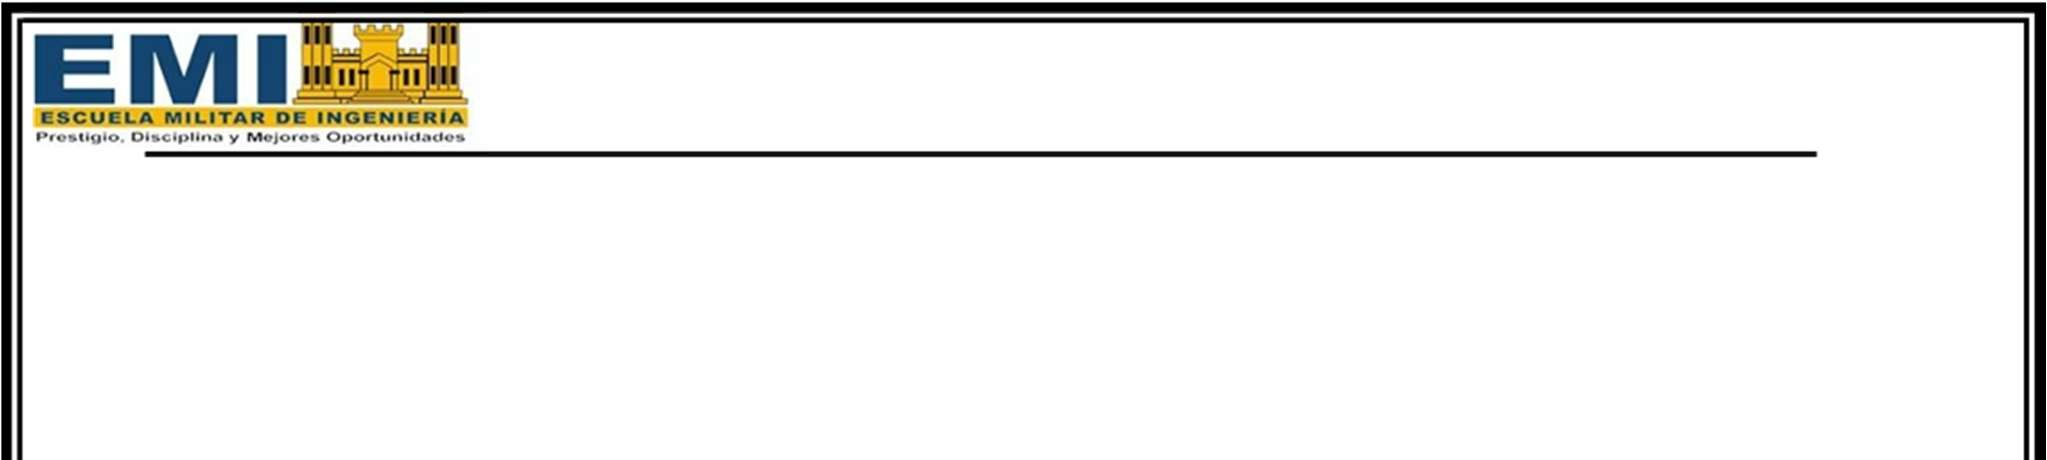 EMI
ESCUELA MILITAR DE INGENIERÍA
Prestigio, Disciplina y Mejores Oportunidades